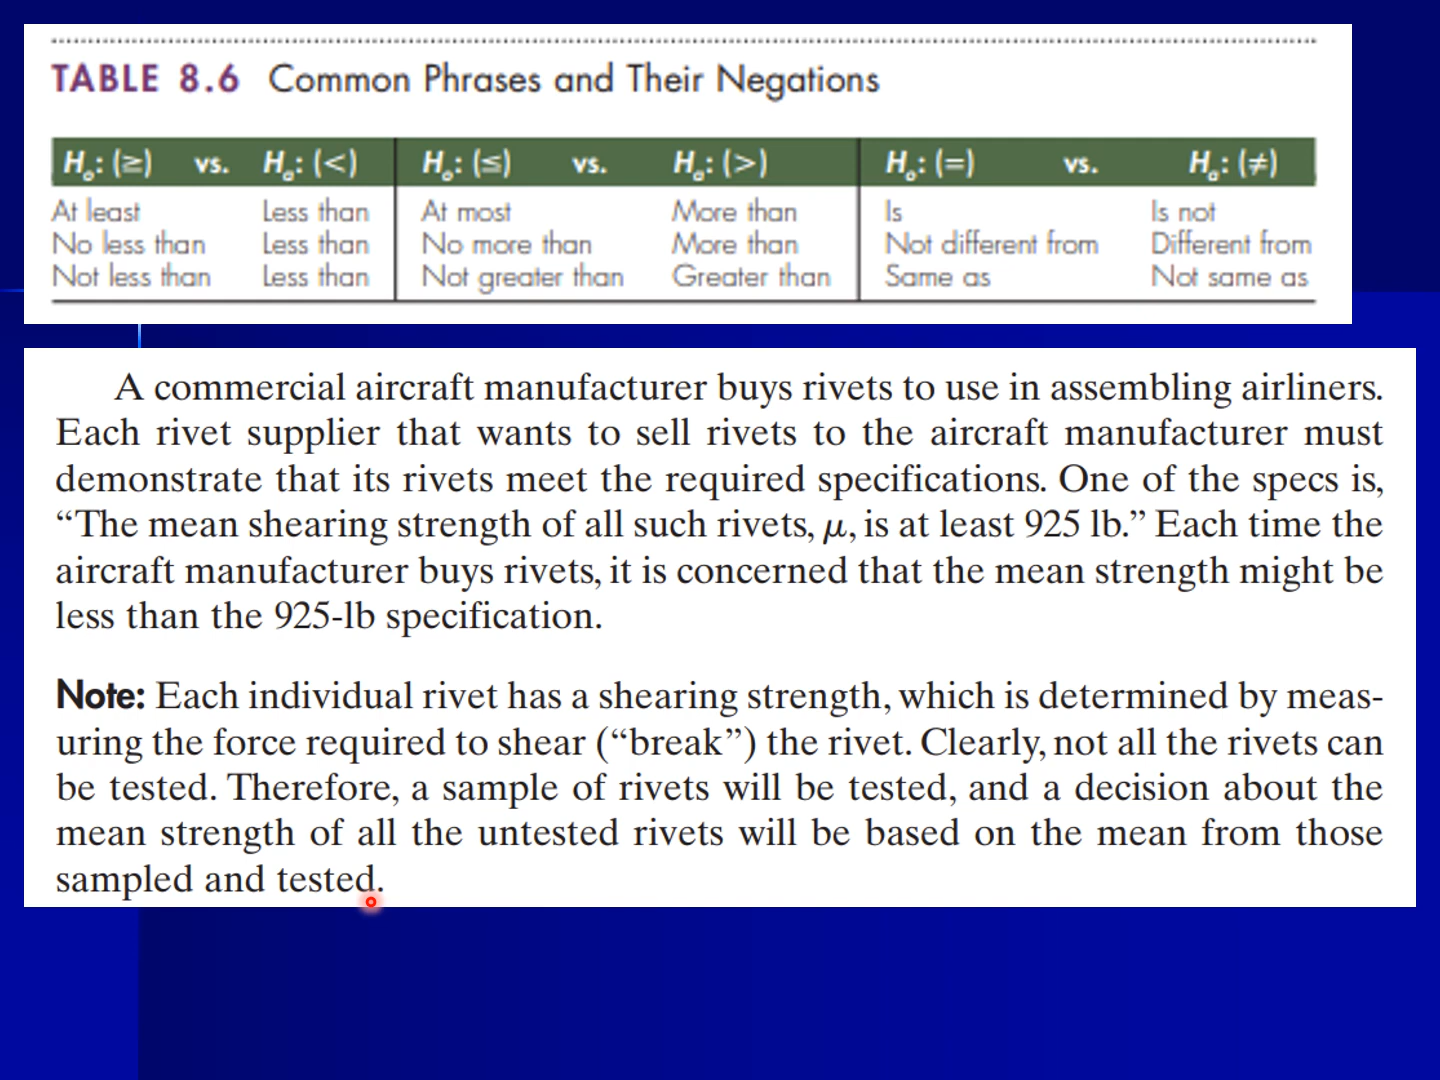 TABLE 8.6 Common Phrases and Their Negations
Hₒ: (≥) vs. Hₐ: (<) Hₒ: (≤) vs. Hₐ: (>) Hₒ: (=) vs. Hₐ: (≠)
At least Less than At most More than Is Is not
No less than Less than No more than More than Not different from Different from
Not less than Less than Not greater than Greater than Same as Not same as
A commercial aircraft manufacturer buys rivets to use in assembling airliners.
Each rivet supplier that wants to sell rivets to the aircraft manufacturer must
demonstrate that its rivets meet the required specifications. One of the specs is,
“The mean shearing strength of all such rivets, μ, is at least 925 lb.” Each time the
aircraft manufacturer buys rivets, it is concerned that the mean strength might be
less than the 925-lb specification.
Note: Each individual rivet has a shearing strength, which is determined by meas-
uring the force required to shear (“break”) the rivet. Clearly, not all the rivets can
be tested. Therefore, a sample of rivets will be tested, and a decision about the
mean strength of all the untested rivets will be based on the mean from those
sampled and tested.